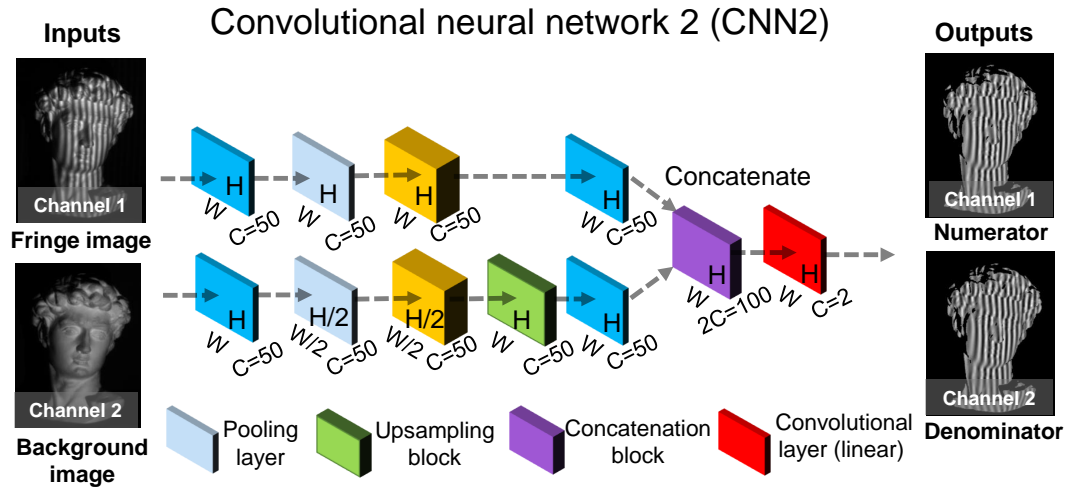 Convolutional neural network 2 (CNN2)
Inputs
Channel 1
Fringe image
Channel 2
Background
image
H
W
C=50
H
W
C=50
H
W
C=50
H
W
C=50
H
W
C=50
H/2
W/2
C=50
H/2
W/2
C=50
H
W
C=50
H
W
C=50
Concatenate
H
W
2C=100
H
W
C=2
Outputs
Channel 1
Numerator
Channel 2
Denominator
Pooling
layer
Upsampling
block
Concatenation
block
Convolutional
layer (linear)